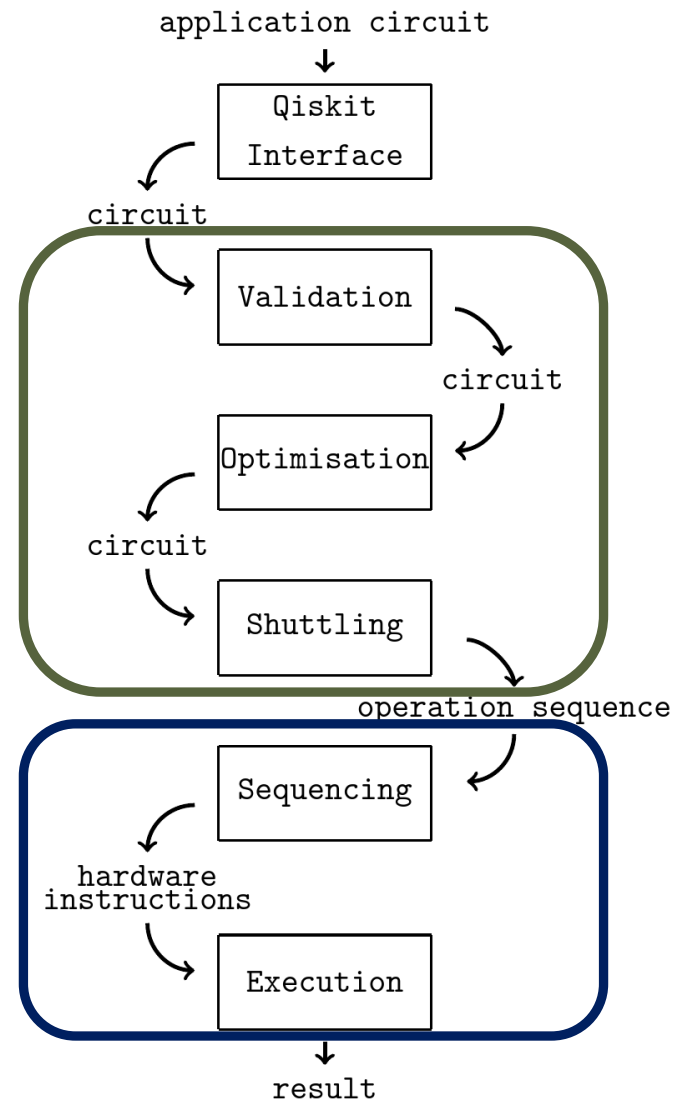 application circuit
Qiskit
Interface
circuit
Validation
circuit
Optimisation
circuit
Shuttling
operation sequence
Sequencing
hardware
instructions
Execution
result